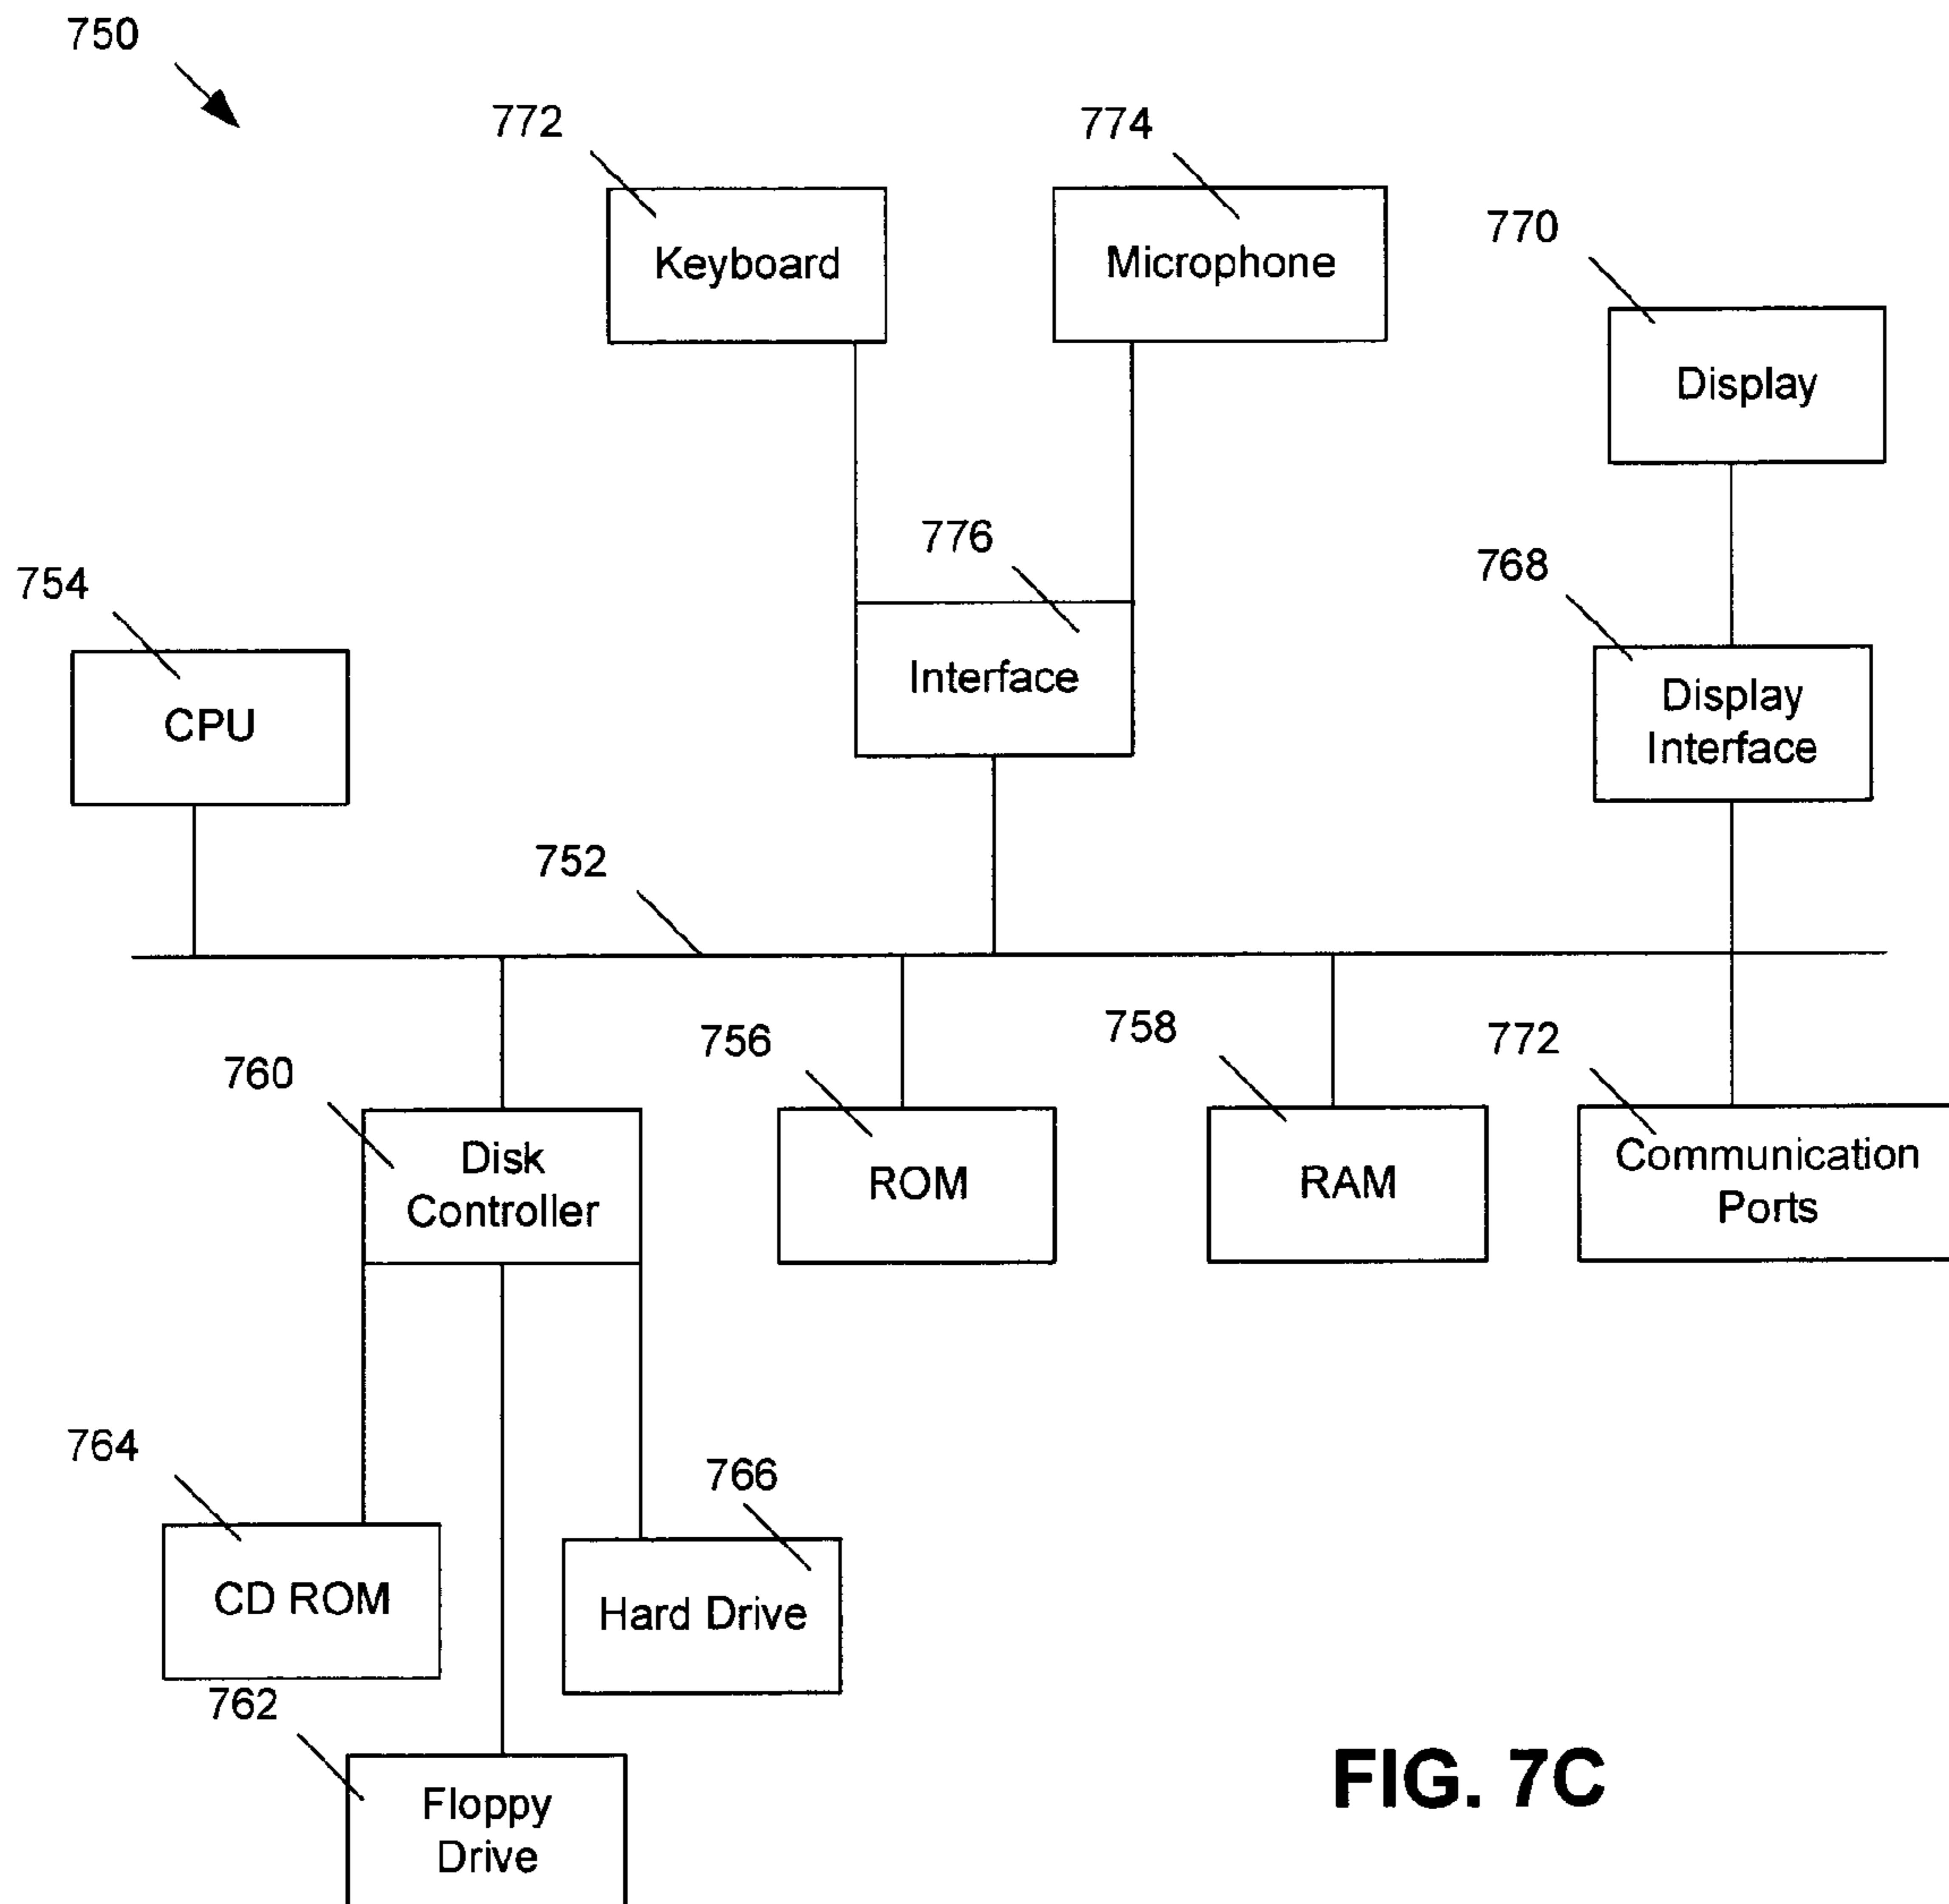 750
772
774
Keyboard
Microphone
770
Display
776
768
754
Interface
Display
Interface
CPU
752
756
758
772
760
Disk
Controller
ROM
RAM
Communication
Ports
764
766
CD ROM
Hard Drive
762
Floppy
Drive
FIG. 7C